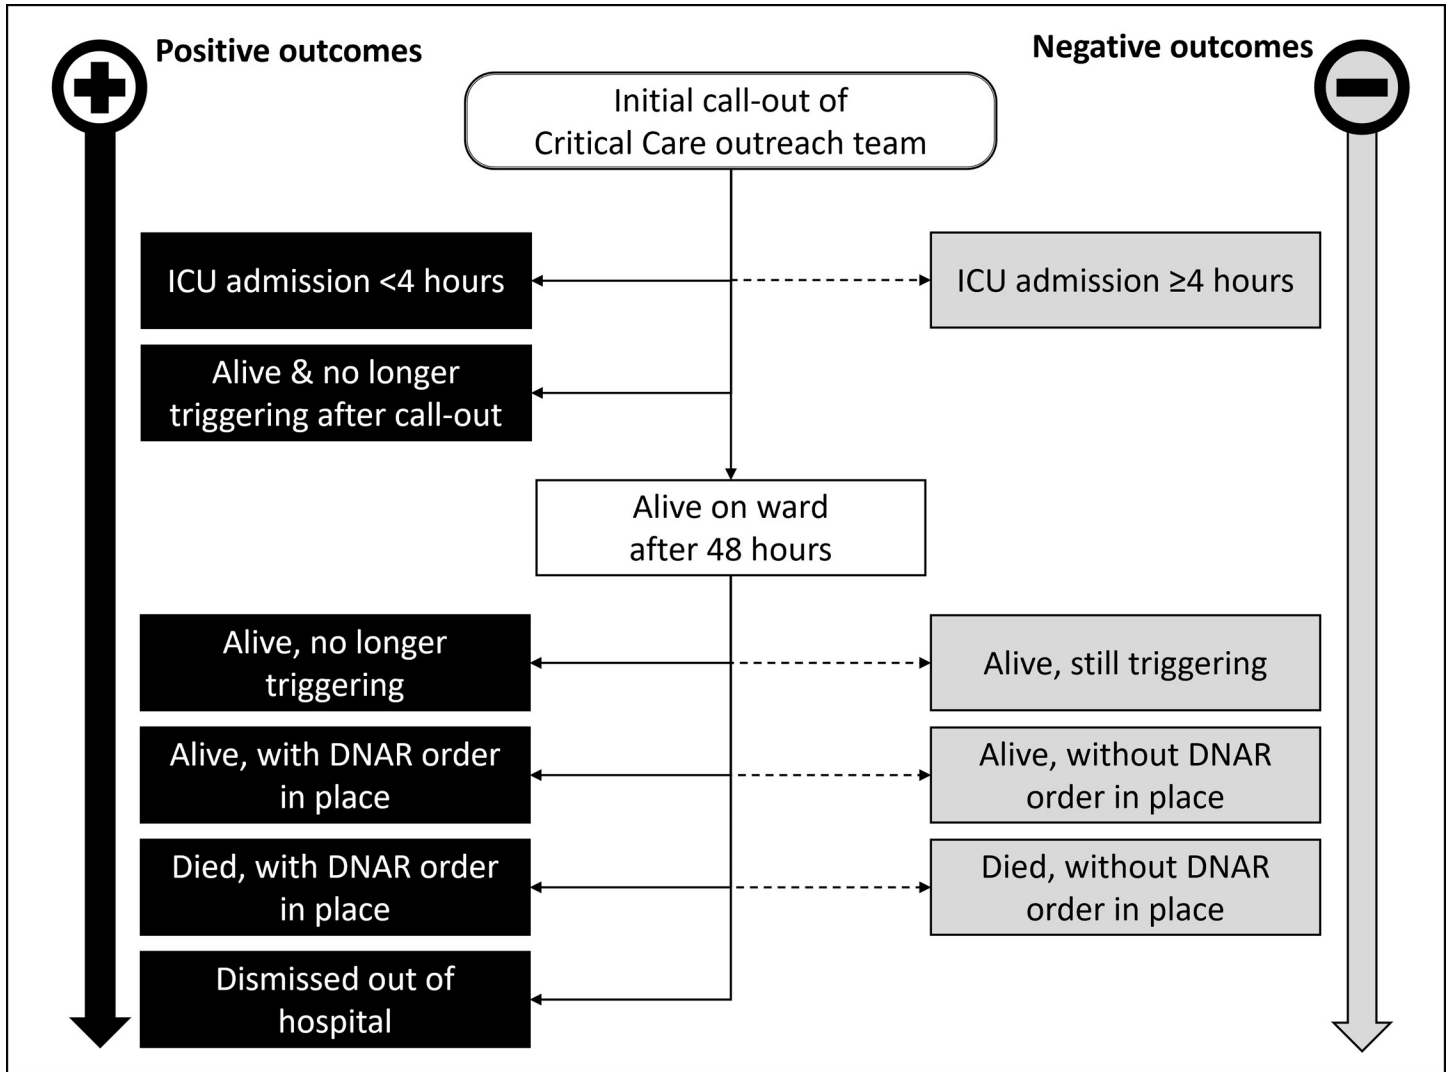 Positive outcomes
Negative outcomes
Initial call-out of
Critical Care outreach team
ICU admission <4 hours
ICU admission ≥4 hours
Alive & no longer
triggering after call-out
Alive on ward
after 48 hours
Alive, no longer
triggering
Alive, still triggering
Alive, with DNAR order
in place
Alive, without DNAR
order in place
Died, with DNAR order
in place
Died, without DNAR
order in place
Dismissed out of
hospital